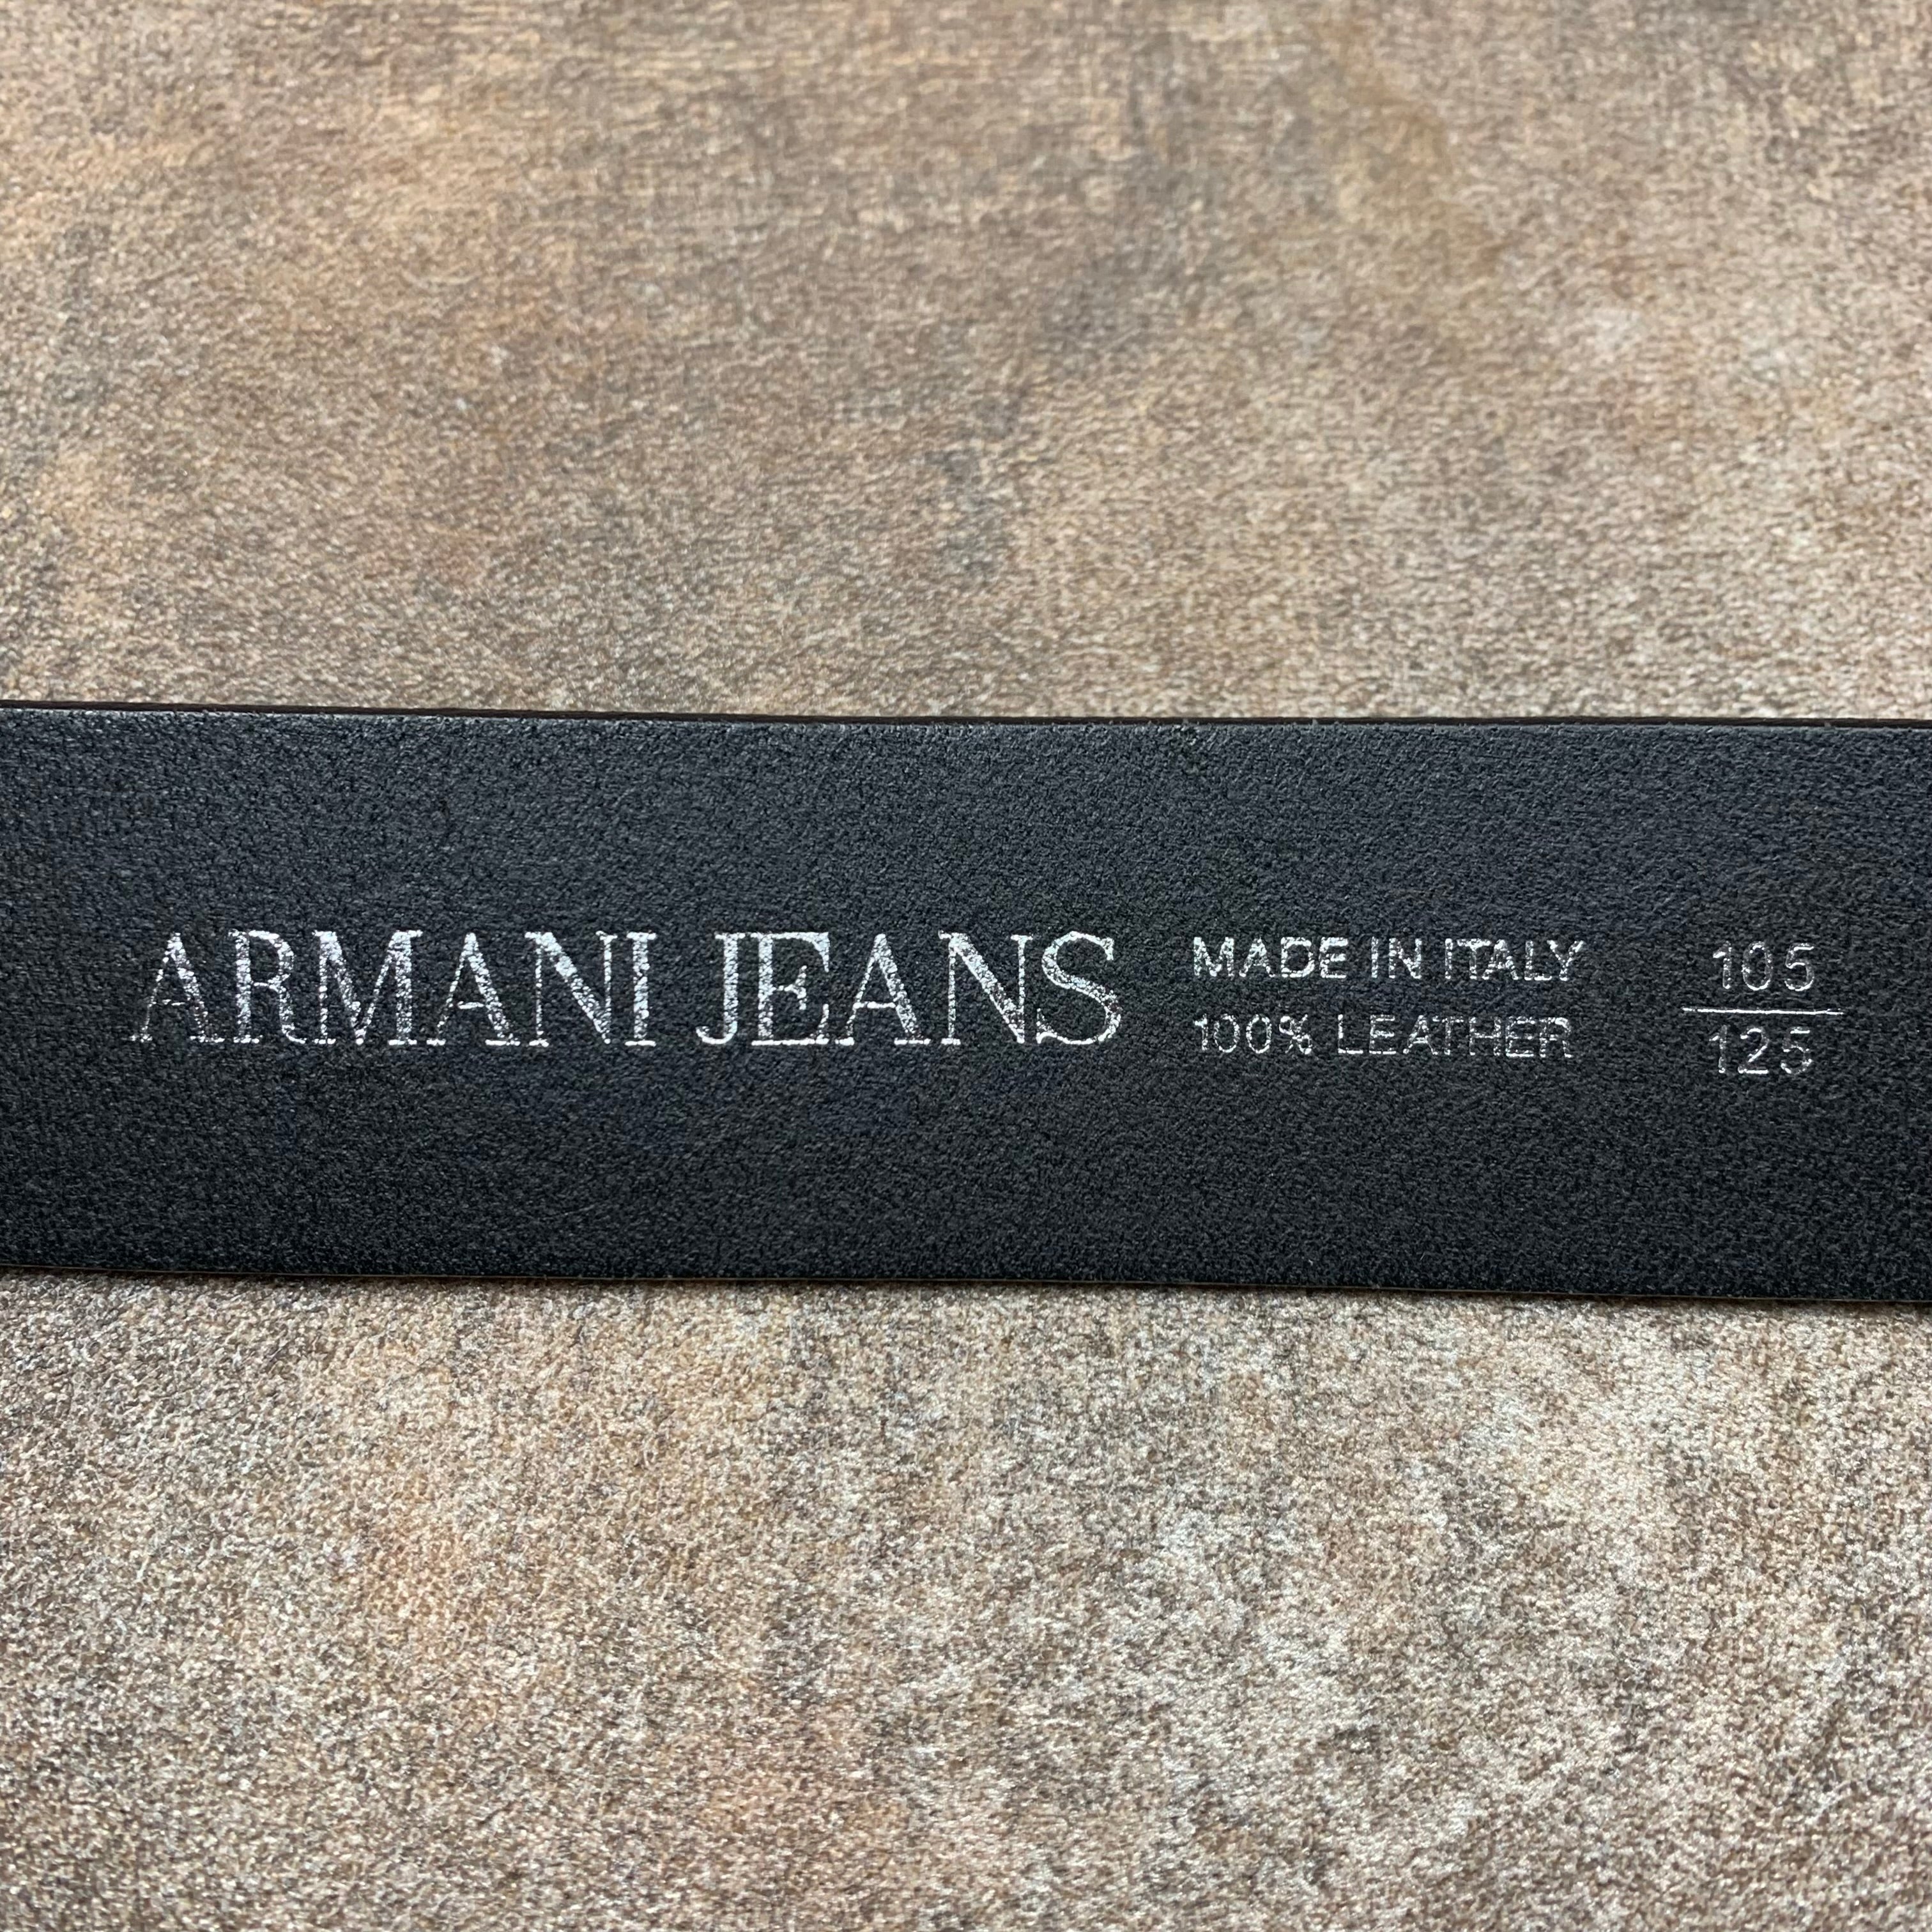 ARMANI JEANS
MADE IN ITALY
100% LEATHER
105
125